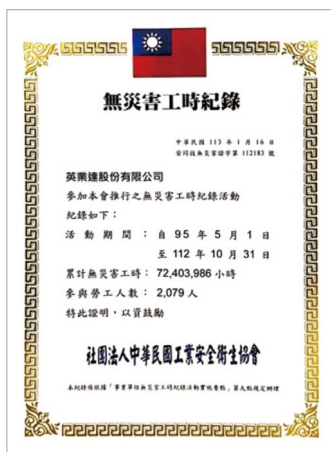 無災害工時紀錄
中華民國 113 年 1 月 16 日
安同技無災害證字第 112183 號
英業達股份有限公司
參加本會推行之無災害工時紀錄活動
紀錄如下：
活動期間：自 95 年 5 月 1 日
至 112 年 10 月 31 日
累計無災害工時：72,403,986 小時
參與勞工人數：2,079 人
特此證明，以資鼓勵
社團法人中華民國工業安全衛生協會
本紀錄係依據「事業單位無災害工時紀錄活動實施要點」第九點規定辦理